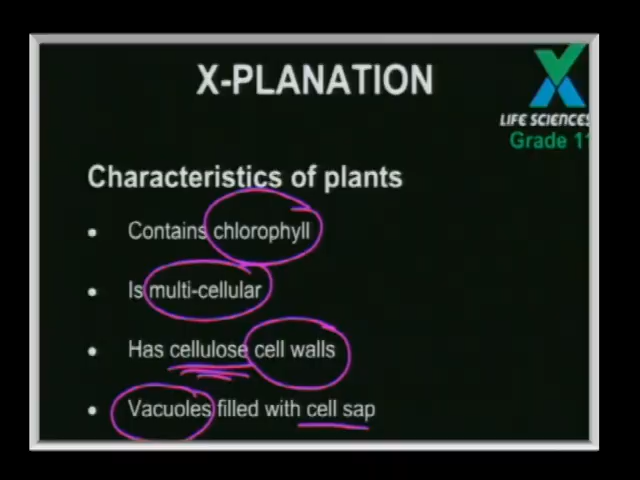 X-PLANATION
LIFE SCIENCES
Grade 11
Characteristics of plants
• Contains chlorophyll
• Is multi-cellular
• Has cellulose cell walls
• Vacuoles filled with cell sap